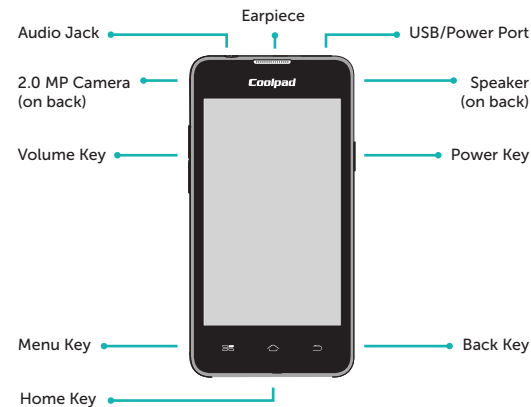 Earpiece
Audio Jack
USB/Power Port
2.0 MP Camera
(on back)
Coolpad
Speaker
(on back)
Volume Key
Power Key
Menu Key
Back Key
Home Key